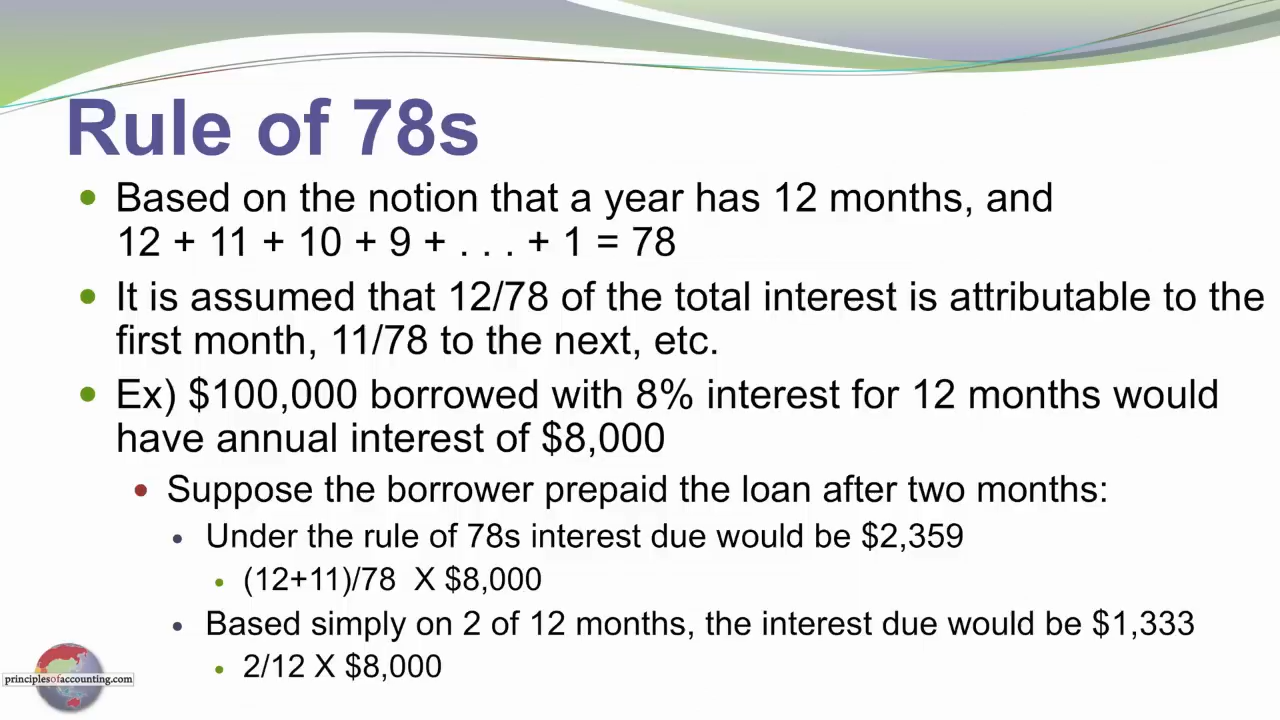 Rule of 78s
• Based on the notion that a year has 12 months, and
12 + 11 + 10 + 9 + . . . + 1 = 78
• It is assumed that 12/78 of the total interest is attributable to the
first month, 11/78 to the next, etc.
• Ex) $100,000 borrowed with 8% interest for 12 months would
have annual interest of $8,000
• Suppose the borrower prepaid the loan after two months:
• Under the rule of 78s interest due would be $2,359
• (12+11)/78 X $8,000
• Based simply on 2 of 12 months, the interest due would be $1,333
• 2/12 X $8,000
principlesofaccounting.com